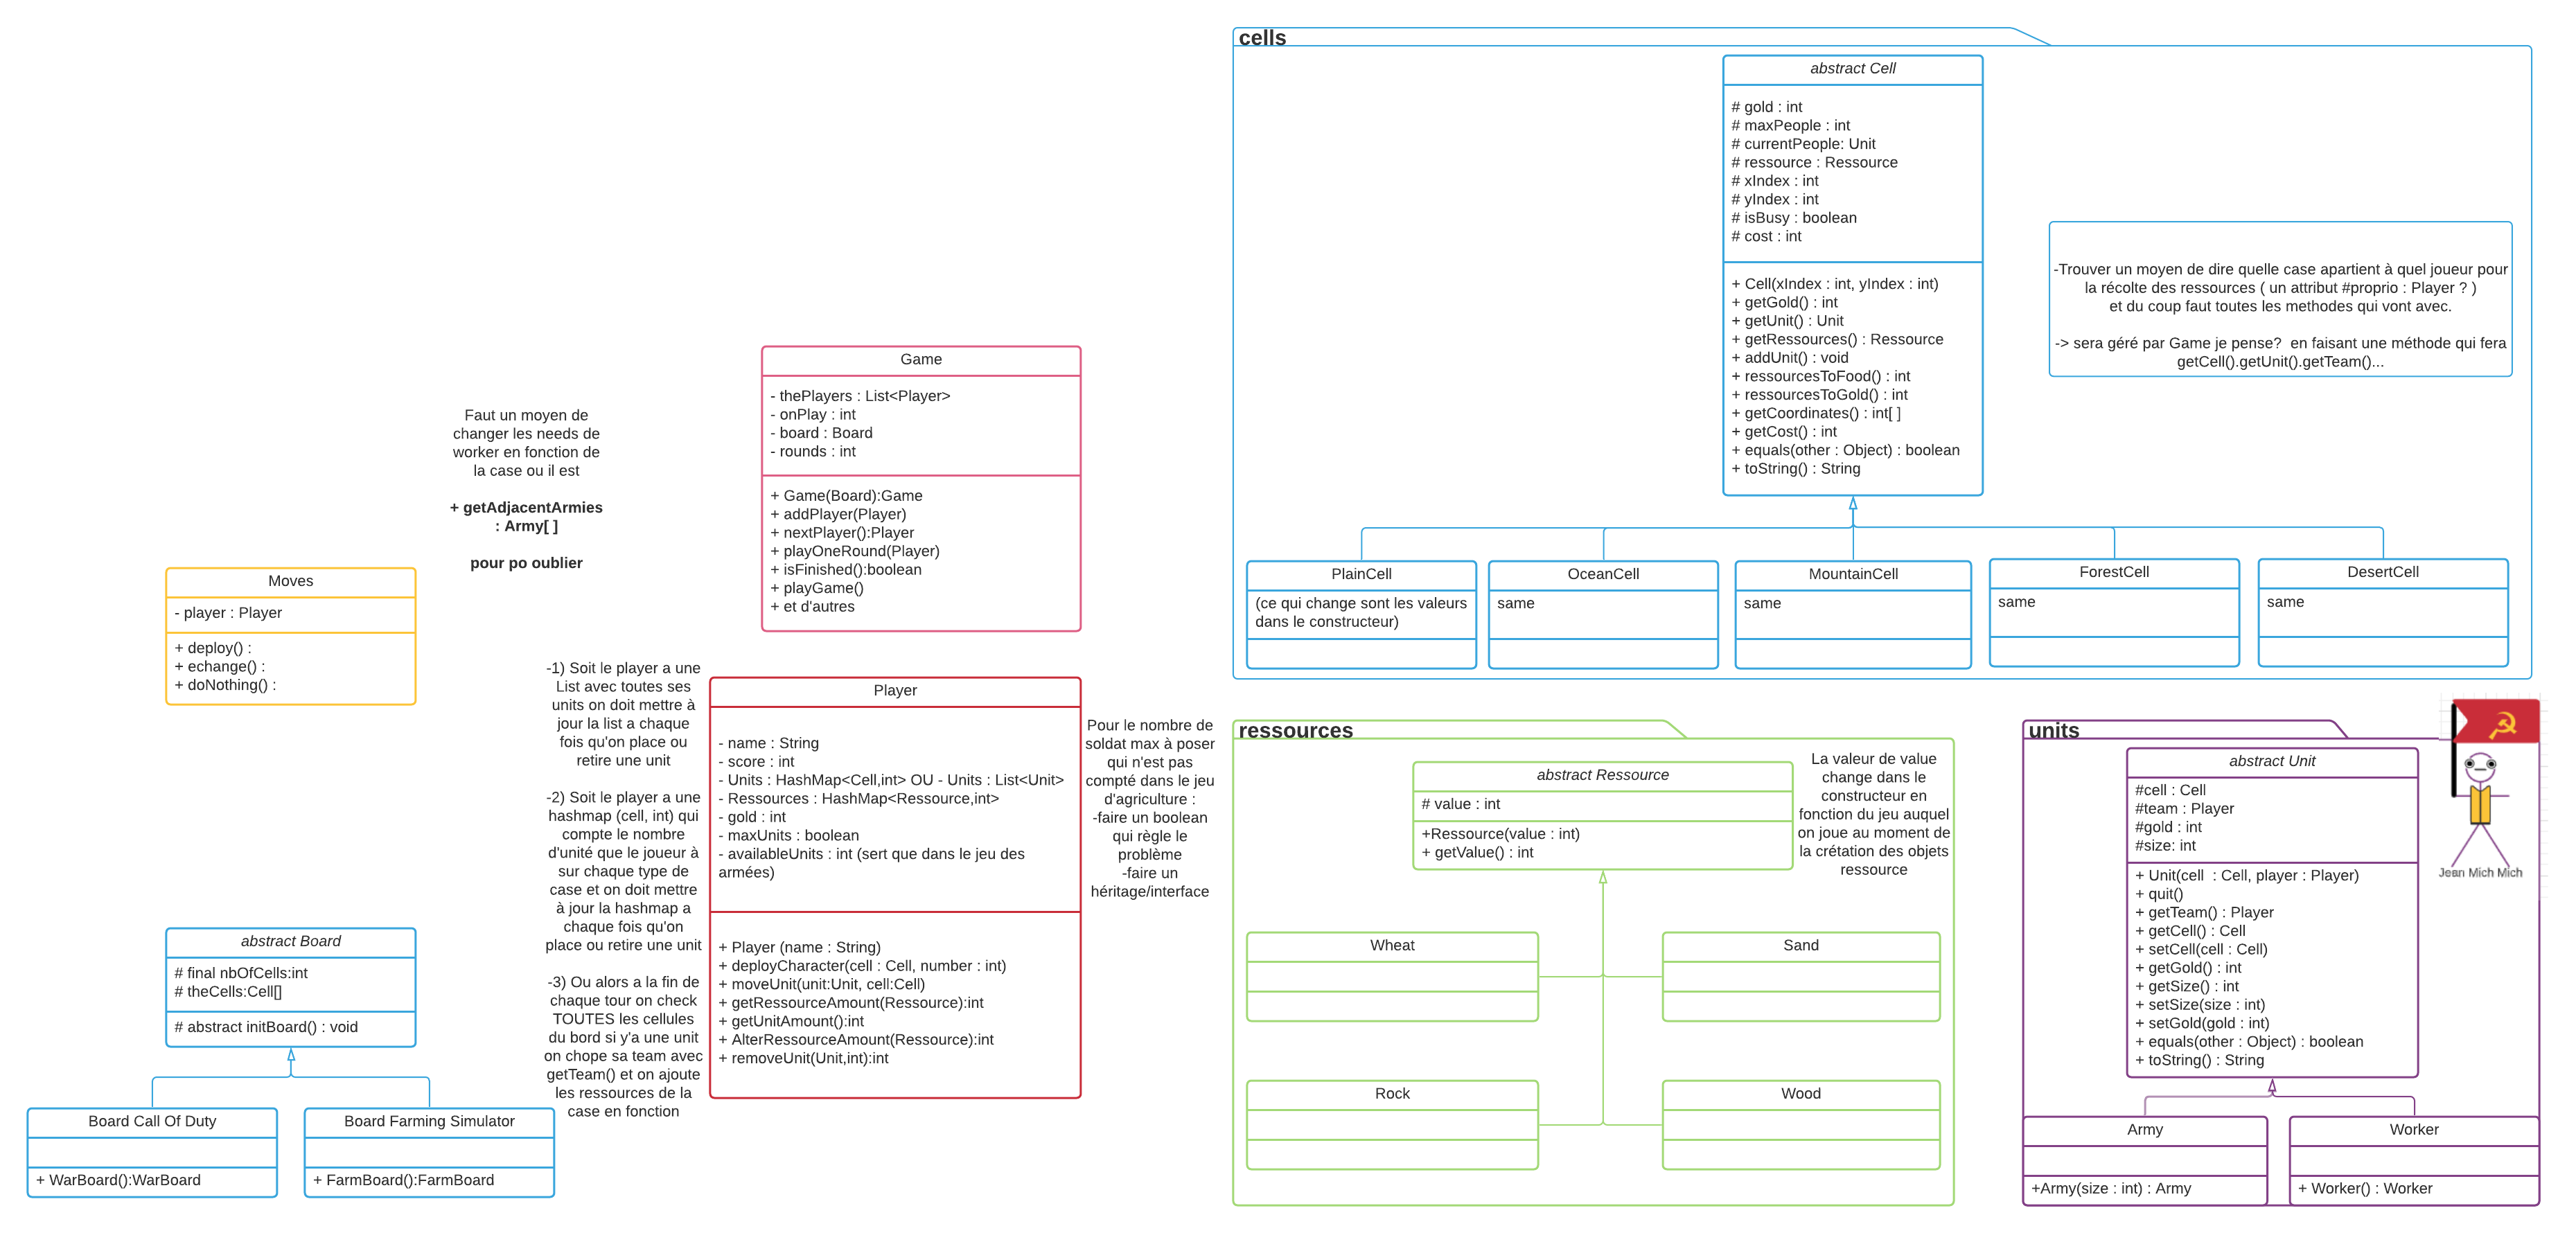 cells
abstract Cell
# gold : int
# maxPeople : int
# currentPeople: Unit
# ressource : Ressource
# xIndex : int
# yIndex : int
# isBusy : boolean
# cost : int
+ Cell(xIndex : int, yIndex : int)
+ getGold() : int
+ getUnit() : Unit
+ getRessources() : Ressource
+ addUnit() : void
+ ressourcesToFood() : int
+ ressourcesToGold() : int
+ getCoordinates() : int[ ]
+ getCost() : int
+ equals(other : Object) : boolean
+ toString() : String
-Trouver un moyen de dire quelle case apartient à quel joueur pour
la récolte des ressources ( un attribut #proprio : Player ? )
et du coup faut toutes les methodes qui vont avec.
-> sera géré par Game je pense?  en faisant une méthode qui fera
getCell().getUnit().getTeam()...
PlainCell
(ce qui change sont les valeurs
dans le constructeur)
OceanCell
same
MountainCell
same
ForestCell
same
DesertCell
same
Game
- thePlayers : List<Player>
- onPlay : int
- board : Board
- rounds : int
+ Game(Board):Game
+ addPlayer(Player)
+ nextPlayer():Player
+ playOneRound(Player)
+ isFinished():boolean
+ playGame()
+ et d'autres
Faut un moyen de
changer les needs de
worker en fonction de
la case ou il est
+ getAdjacentArmies
: Army[ ]
pour po oublier
Moves
- player : Player
+ deploy() :
+ echange() :
+ doNothing() :
-1) Soit le player a une
List avec toutes ses
units on doit mettre à
jour la list a chaque
fois qu'on place ou
retire une unit
-2) Soit le player a une
hashmap (cell, int) qui
compte le nombre
d'unité que le joueur à
sur chaque type de
case et on doit mettre
à jour la hashmap a
chaque fois qu'on
place ou retire une unit
-3) Ou alors a la fin de
chaque tour on check
TOUTES les cellules
du bord si y'a une unit
on chope sa team avec
getTeam() et on ajoute
les ressources de la
case en fonction
Player
- name : String
- score : int
- Units : HashMap<Cell,int> OU - Units : List<Unit>
- Ressources : HashMap<Ressource,int>
- gold : int
- maxUnits : boolean
- availableUnits : int (sert que dans le jeu des
armées)
+ Player (name : String)
+ deployCharacter(cell : Cell, number : int)
+ moveUnit(unit:Unit, cell:Cell)
+ getRessourceAmount(Ressource):int
+ getUnitAmount():int
+ AlterRessourceAmount(Ressource):int
+ removeUnit(Unit,int):int
Pour le nombre de
soldat max à poser
qui n'est pas
compté dans le jeu
d'agriculture :
-faire un boolean
qui règle le
problème
-faire un
héritage/interface
abstract Board
# final nbOfCells:int
# theCells:Cell[]
# abstract initBoard() : void
Board Call Of Duty
+ WarBoard():WarBoard
Board Farming Simulator
+ FarmBoard():FarmBoard
ressources
abstract Ressource
# value : int
+Ressource(value : int)
+ getValue() : int
La valeur de value
change dans le
constructeur en
fonction du jeu auquel
on joue au moment de
la crétation des objets
ressource
Wheat
Sand
Rock
Wood
units
abstract Unit
#cell : Cell
#team : Player
#gold : int
#size: int
+ Unit(cell  : Cell, player : Player)
+ quit()
+ getTeam() : Player
+ getCell() : Cell
+ setCell(cell : Cell)
+ getGold() : int
+ getSize() : int
+ setSize(size : int)
+ setGold(gold : int)
+ equals(other : Object) : boolean
+ toString() : String
Jean Mich Mich
Army
+Army(size : int) : Army
Worker
+ Worker() : Worker